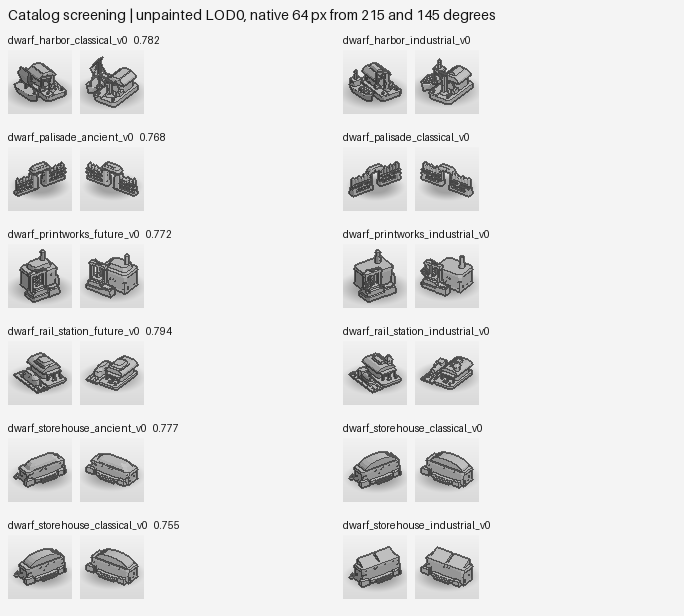 Catalog screening | unpainted LOD0, native 64 px from 215 and 145 degrees
dwarf_harbor_classical_v0 0.782
dwarf_harbor_industrial_v0
dwarf_palisade_ancient_v0 0.768
dwarf_palisade_classical_v0
dwarf_printworks_future_v0 0.772
dwarf_printworks_industrial_v0
dwarf_rail_station_future_v0 0.794
dwarf_rail_station_industrial_v0
dwarf_storehouse_ancient_v0 0.777
dwarf_storehouse_classical_v0
dwarf_storehouse_classical_v0 0.755
dwarf_storehouse_industrial_v0